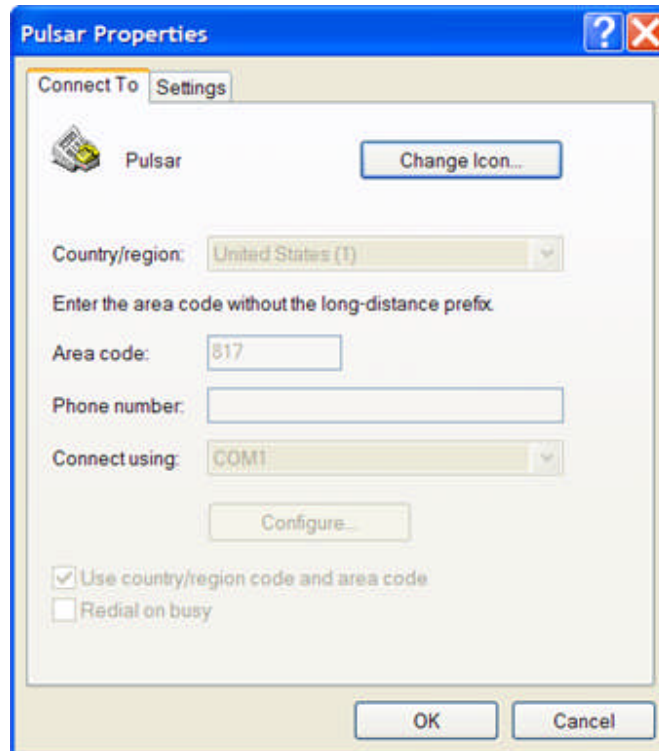 Pulsar Properties
Connect To Settings
Pulsar Change Icon...
Country/region: United States (1)
Enter the area code without the long-distance prefix.
Area code: 817
Phone number:
Connect using: COM1
Configure...
Use country/region code and area code
Redial on busy
OK Cancel